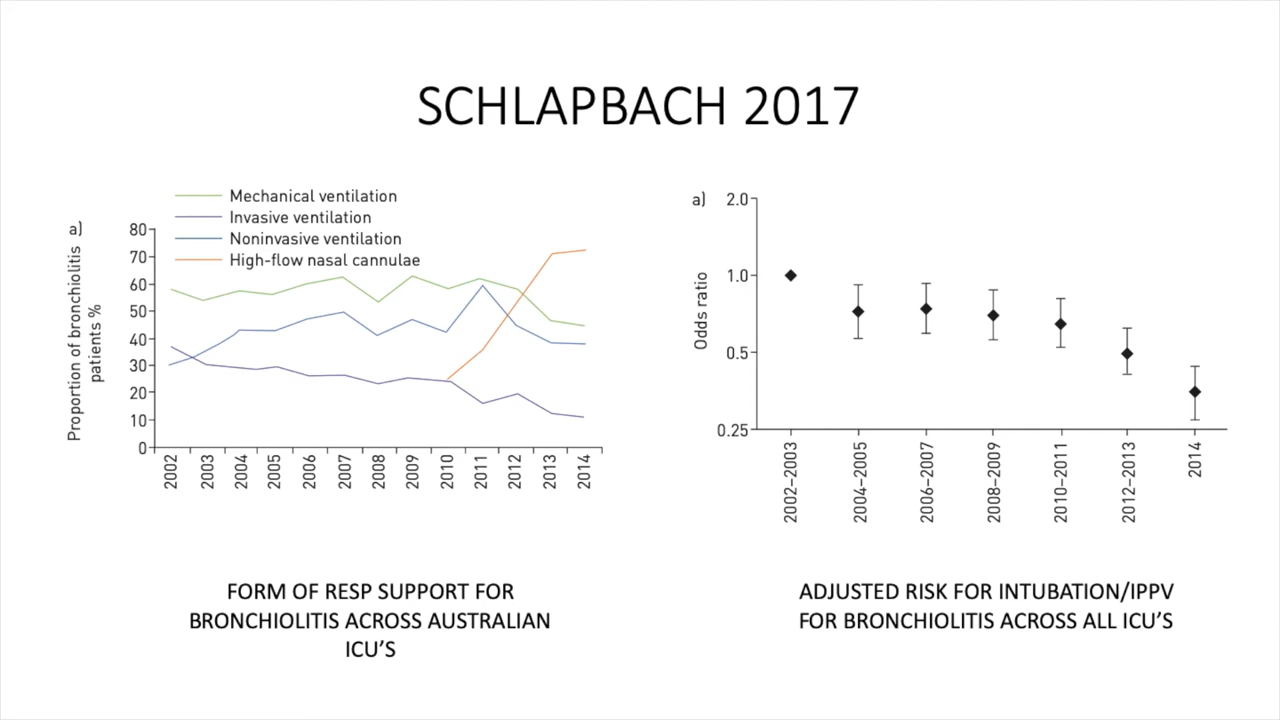 SCHLAPBACH 2017
Mechanical ventilation
Invasive ventilation
Noninvasive ventilation
High-flow nasal cannulae
a)
Proportion of bronchiolitis
patients %
80
70
60
50
40
30
20
10
0
2002
2003
2004
2005
2006
2007
2008
2009
2010
2011
2012
2013
2014
FORM OF RESP SUPPORT FOR
BRONCHIOLITIS ACROSS AUSTRALIAN
ICU’S
a)
Odds ratio
2.0
1.0
0.5
0.25
2002–2003
2004–2005
2006–2007
2008–2009
2010–2011
2012–2013
2014
ADJUSTED RISK FOR INTUBATION/IPPV
FOR BRONCHIOLITIS ACROSS ALL ICU’S